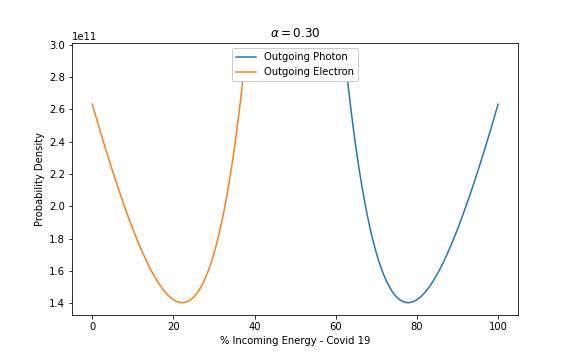 α = 0.30
1e11
Outgoing Photon
Outgoing Electron
3.0
2.8
2.6
2.4
2.2
2.0
1.8
1.6
1.4
Probability Density
0 20 40 60 80 100
% Incoming Energy - Covid 19